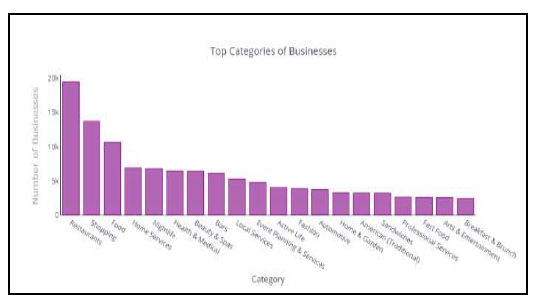 Top Categories of Businesses
Number of Businesses
20k
15k
10k
5k
0
Restaurants
Shopping
Food
Home Services
Nightlife
Health & Medical
Beauty & Spas
Bars
Local Services
Event Planning & Services
Active Life
Fashion
Automotive
Home & Garden
American (Traditional)
Sandwiches
Professional Services
Fast Food
Arts & Entertainment
Breakfast & Brunch
Category